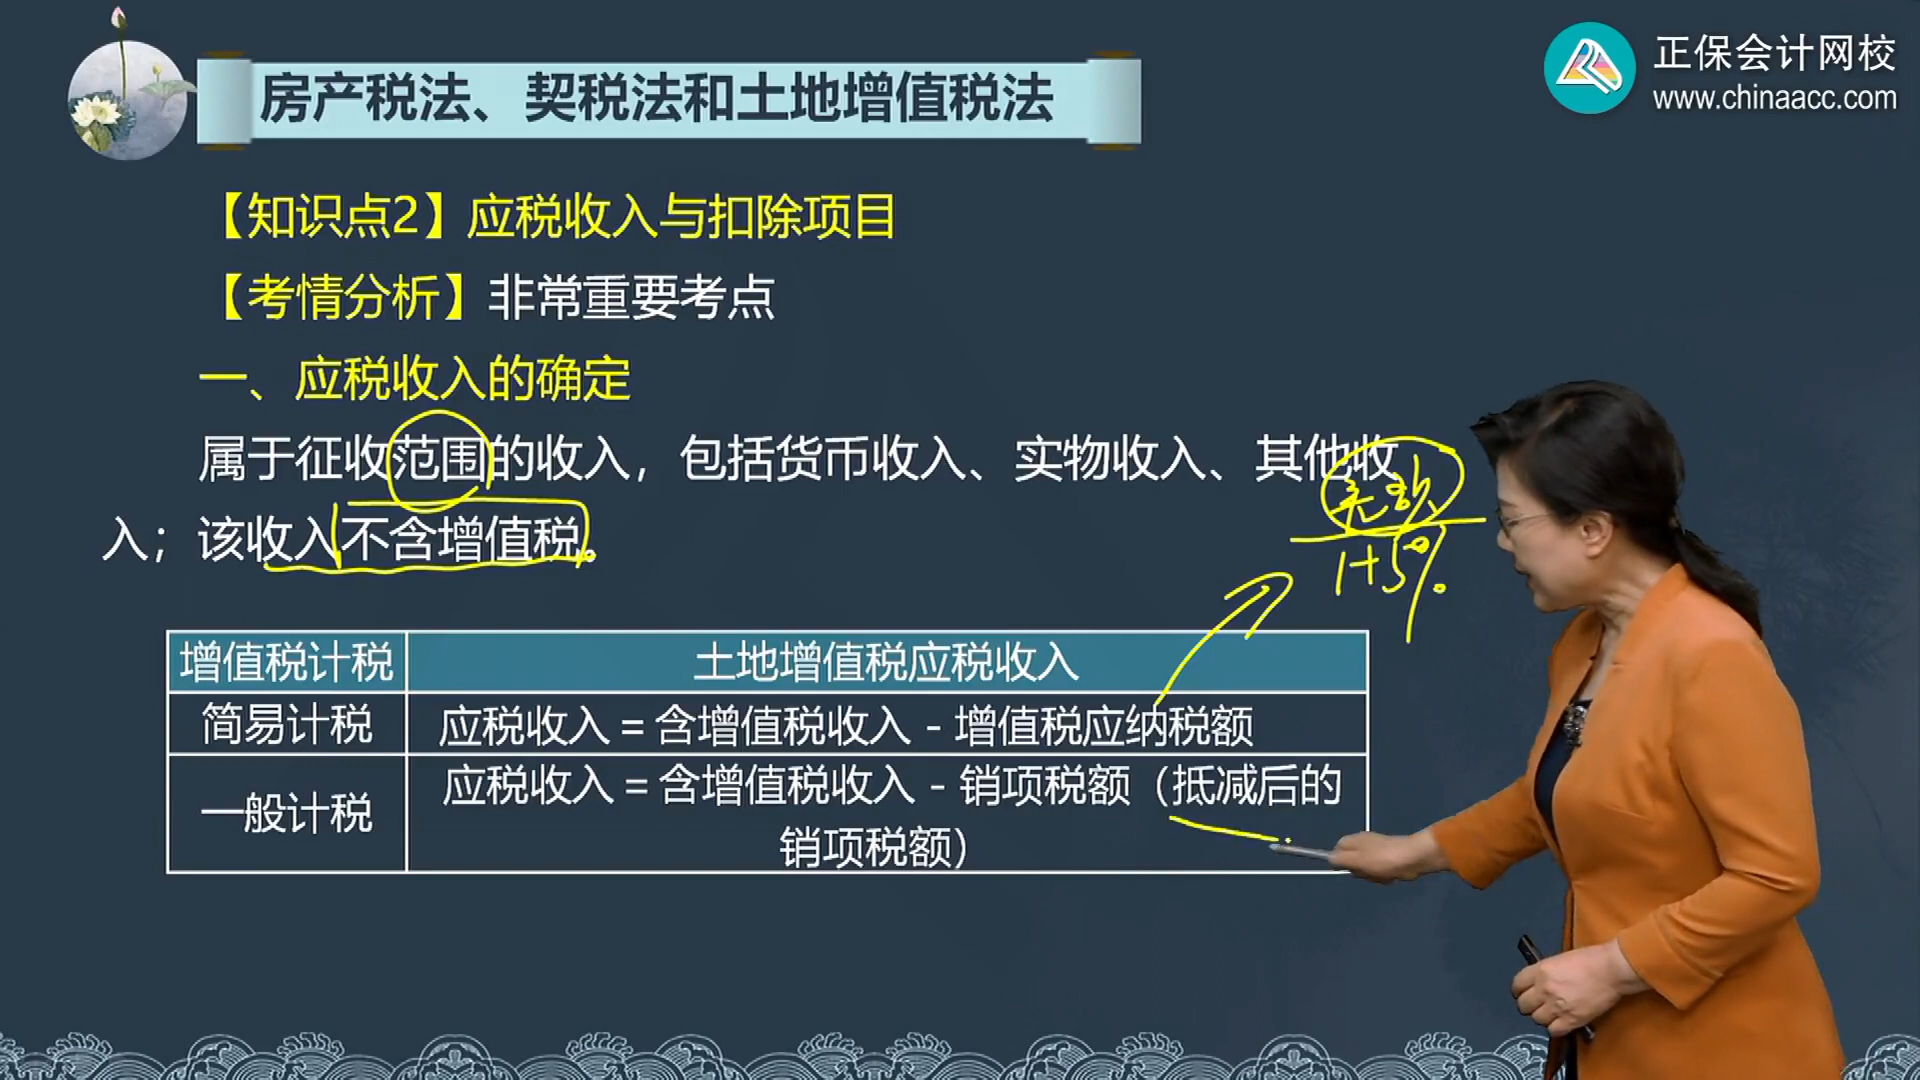 房产税法、契税法和土地增值税法
正保会计网校
www.chinaacc.com
【知识点2】应税收入与扣除项目
【考情分析】非常重要考点
一、应税收入的确定
属于征收范围的收入，包括货币收入、实物收入、其他收
入；该收入不含增值税。
1+5%
增值税计税 土地增值税应税收入
简易计税 应税收入=含增值税收入-增值税应纳税额
一般计税 应税收入=含增值税收入-销项税额（抵减后的
销项税额）